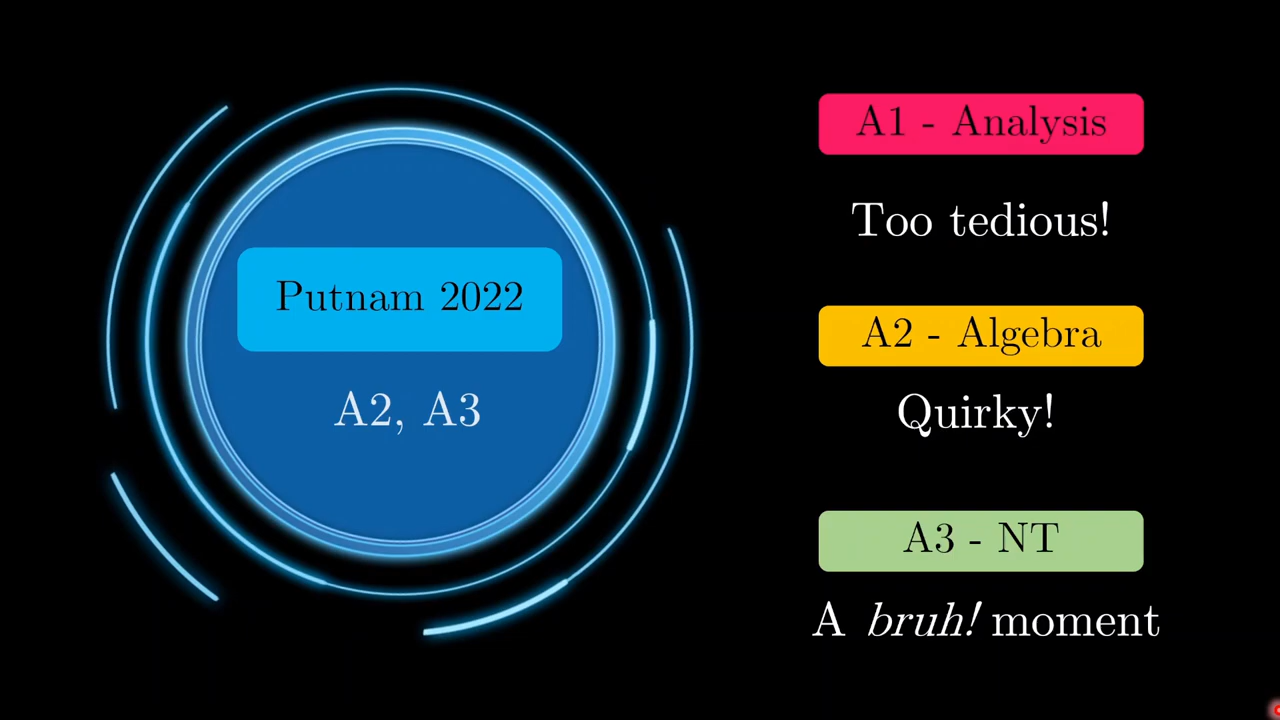 Putnam 2022
A2, A3
A1 - Analysis
Too tedious!
A2 - Algebra
Quirky!
A3 - NT
A bruh! moment